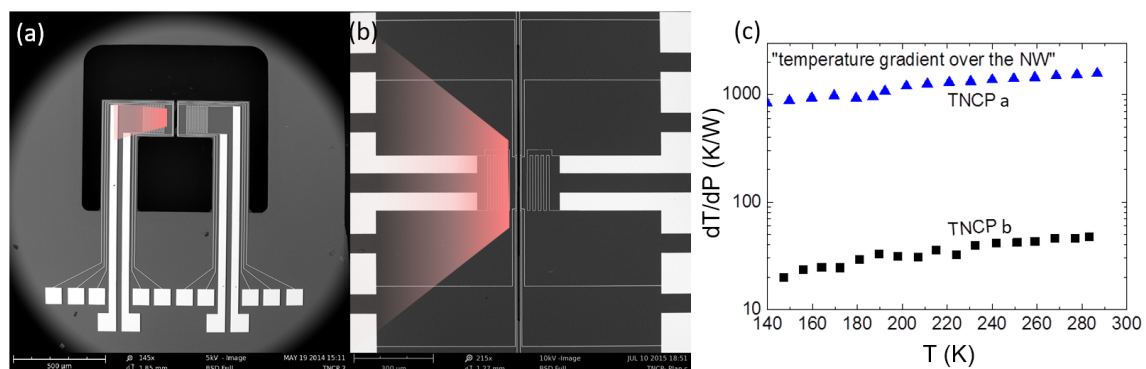 (a)
500 µm
145x
1.85 mm
5kV - Image
BSD Full
MAY 19 2014 15:11
TNCP 2
(b)
300 µm
215x
1.27 mm
10kV -Image
BSD Full
JUL 10 2015 18:51
(c)
"temperature gradient over the NW"
TNCP a
TNCP b
dT/dP (K/W)
1000
100
10
140 160 180 200 220 240 260 280 300
T (K)